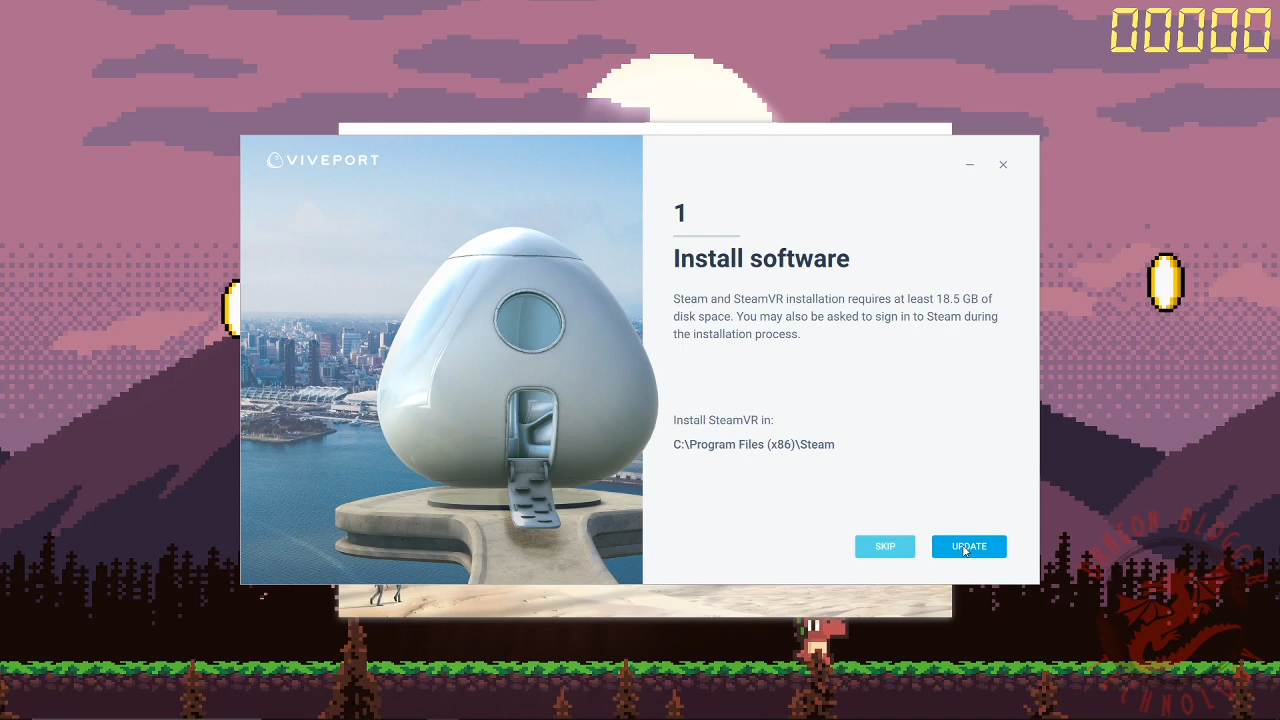 00000
VIVEPORT
1
Install software
Steam and SteamVR installation requires at least 18.5 GB of
disk space. You may also be asked to sign in to Steam during
the installation process.
Install SteamVR in:
C:\Program Files (x86)\Steam
SKIP
UPDATE